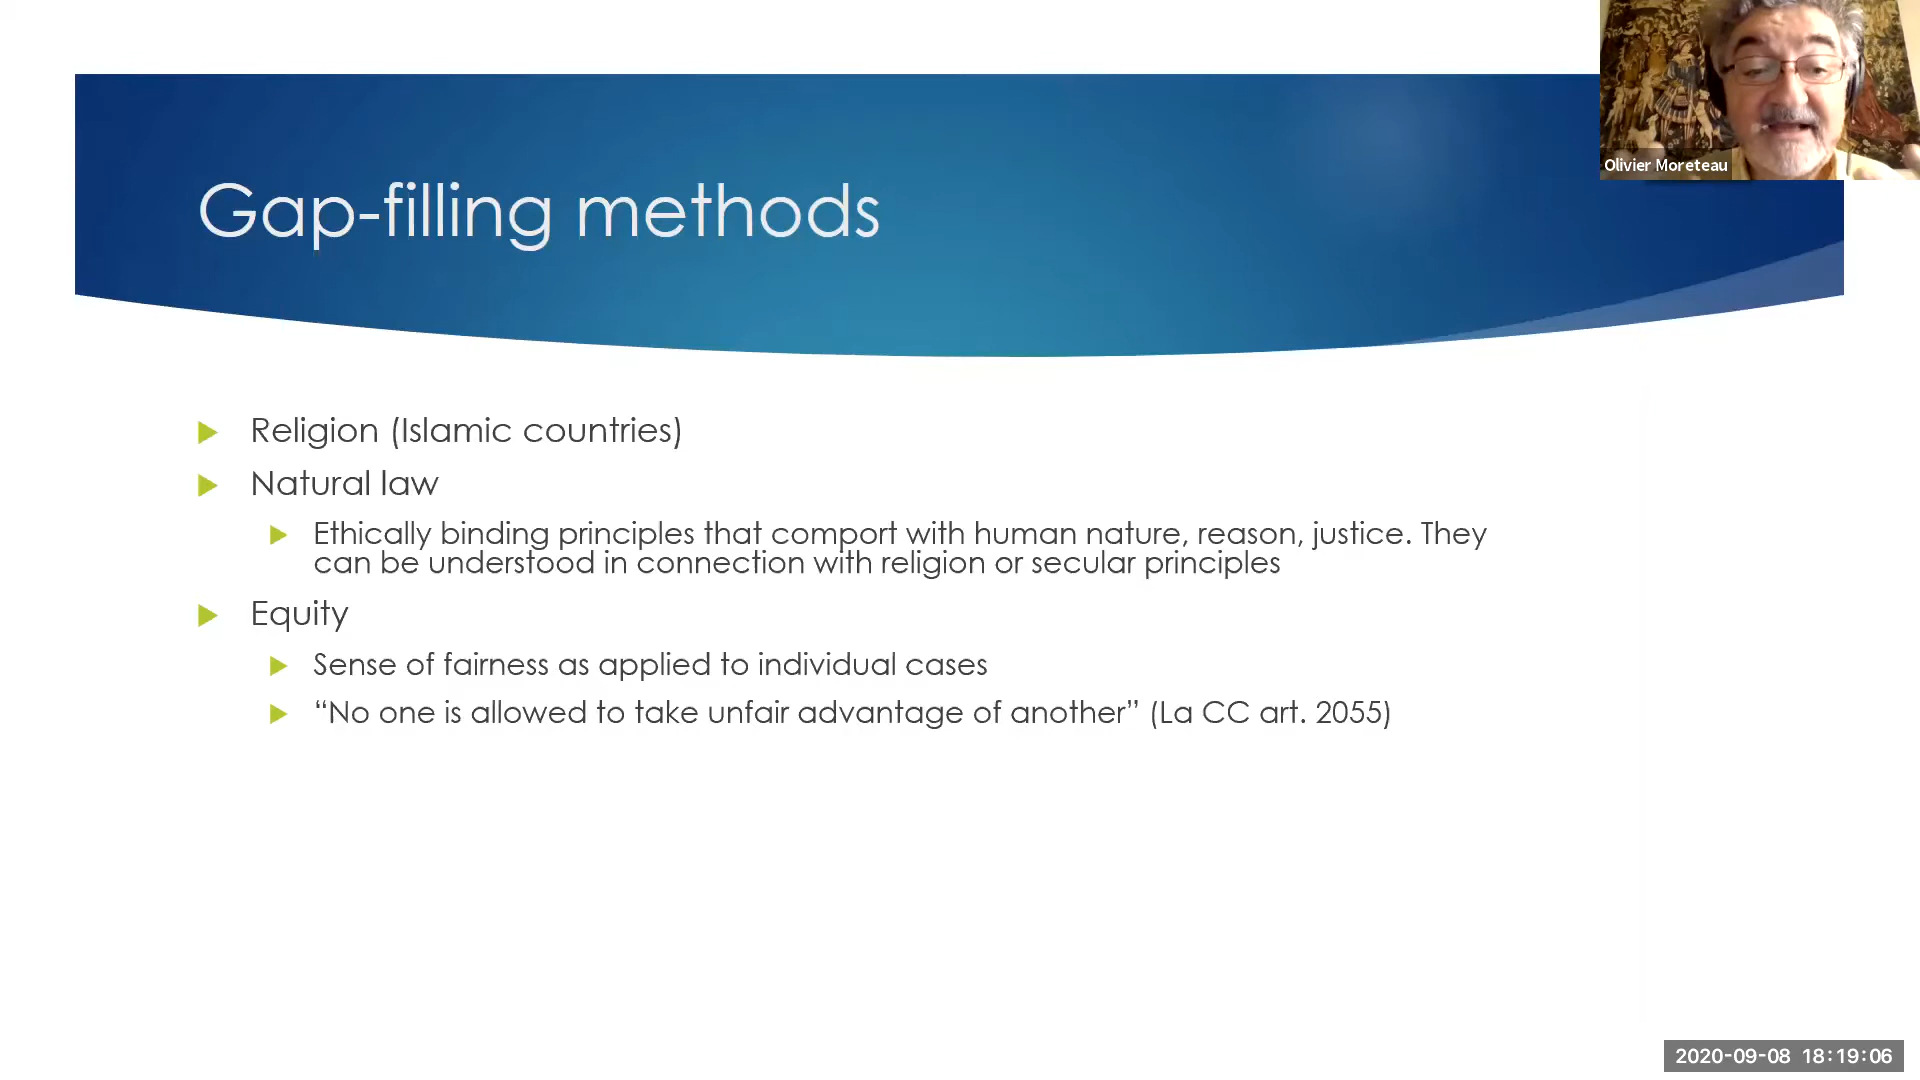 Olivier Moreteau
Gap-filling methods
Religion (Islamic countries)
Natural law
Ethically binding principles that comport with human nature, reason, justice. They
can be understood in connection with religion or secular principles
Equity
Sense of fairness as applied to individual cases
“No one is allowed to take unfair advantage of another” (La CC art. 2055)
2020-09-08 18:19:06